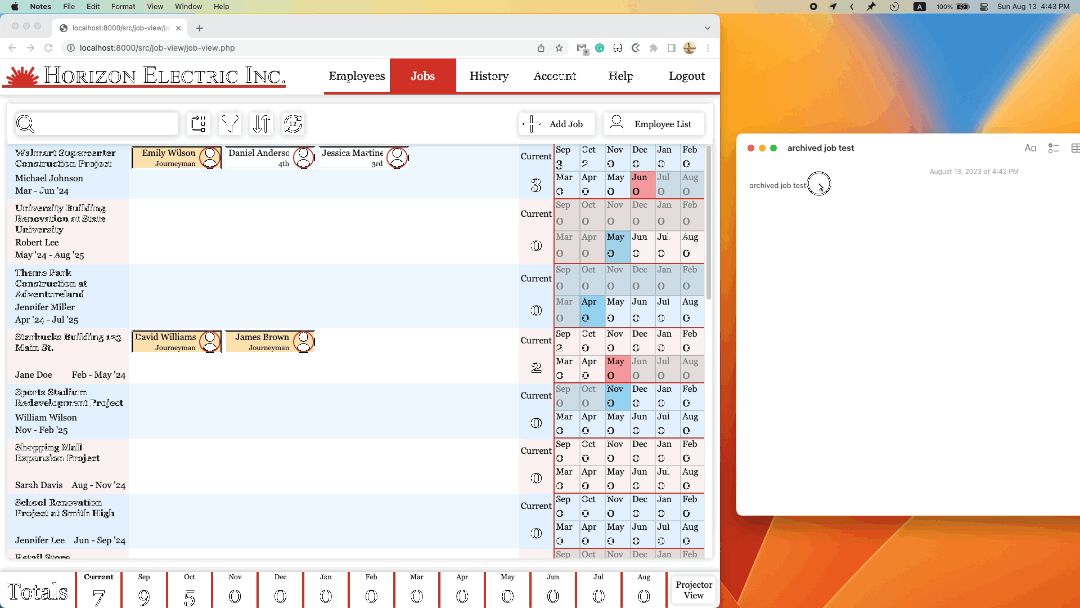 Notes File Edit Format View Window Help
A 100% Sun Aug 13 4:43 PM
localhost:8000/src/job-view/jo
localhost:8000/src/job-view/job-view.php
HORIZON ELECTRIC INC.
Employees Jobs History Account Help Logout
Add Job Employee List
Walmart Supercenter
Construction Project
Michael Johnson
Mar - Jun '24
Emily Wilson
Journeyman
Daniel Anderso
4th
Jessica Martine
3rd
Current
3
Sep Oct Nov Dec Jan Feb
3 2 0 0 0 0
Mar Apr May Jun Jul Aug
0 0 0 0 0 0
University Building
Renovation at State
University
Robert Lee
May '24 - Aug '25
Current
0
Sep Oct Nov Dec Jan Feb
0 0 0 0 0 0
Mar Apr May Jun Jul Aug
0 0 0 0 0 0
Theme Park
Construction at
Adventureland
Jennifer Miller
Apr '24 - Jul '25
Current
0
Sep Oct Nov Dec Jan Feb
0 0 0 0 0 0
Mar Apr May Jun Jul Aug
0 0 0 0 0 0
Starbucks Building 123
Main St.
Jane Doe Feb - May '24
David Williams
Journeyman
James Brown
Journeyman
Current
2
Sep Oct Nov Dec Jan Feb
2 0 0 0 0 0
Mar Apr May Jun Jul Aug
0 0 0 0 0 0
Sports Stadium
Redevelopment Project
William Wilson
Nov - Feb '25
Current
0
Sep Oct Nov Dec Jan Feb
0 0 0 0 0 0
Mar Apr May Jun Jul Aug
0 0 0 0 0 0
Shopping Mall
Expansion Project
Sarah Davis Aug - Nov '24
Current
0
Sep Oct Nov Dec Jan Feb
0 0 0 0 0 0
Mar Apr May Jun Jul Aug
0 0 0 0 0 0
School Renovation
Project at Smith High
Jennifer Lee Jun - Sep '24
Current
0
Sep Oct Nov Dec Jan Feb
0 0 0 0 0 0
Mar Apr May Jun Jul Aug
0 0 0 0 0 0
Retail Store
Sep Oct Nov Dec Jan Feb
Totals
Current Sep Oct Nov Dec Jan Feb Mar Apr May Jun Jul Aug
7 9 5 0 0 0 0 0 0 0 0 0 0
Projector
View
archived job test
Aa
August 13, 2023 at 4:42 PM
archived job test